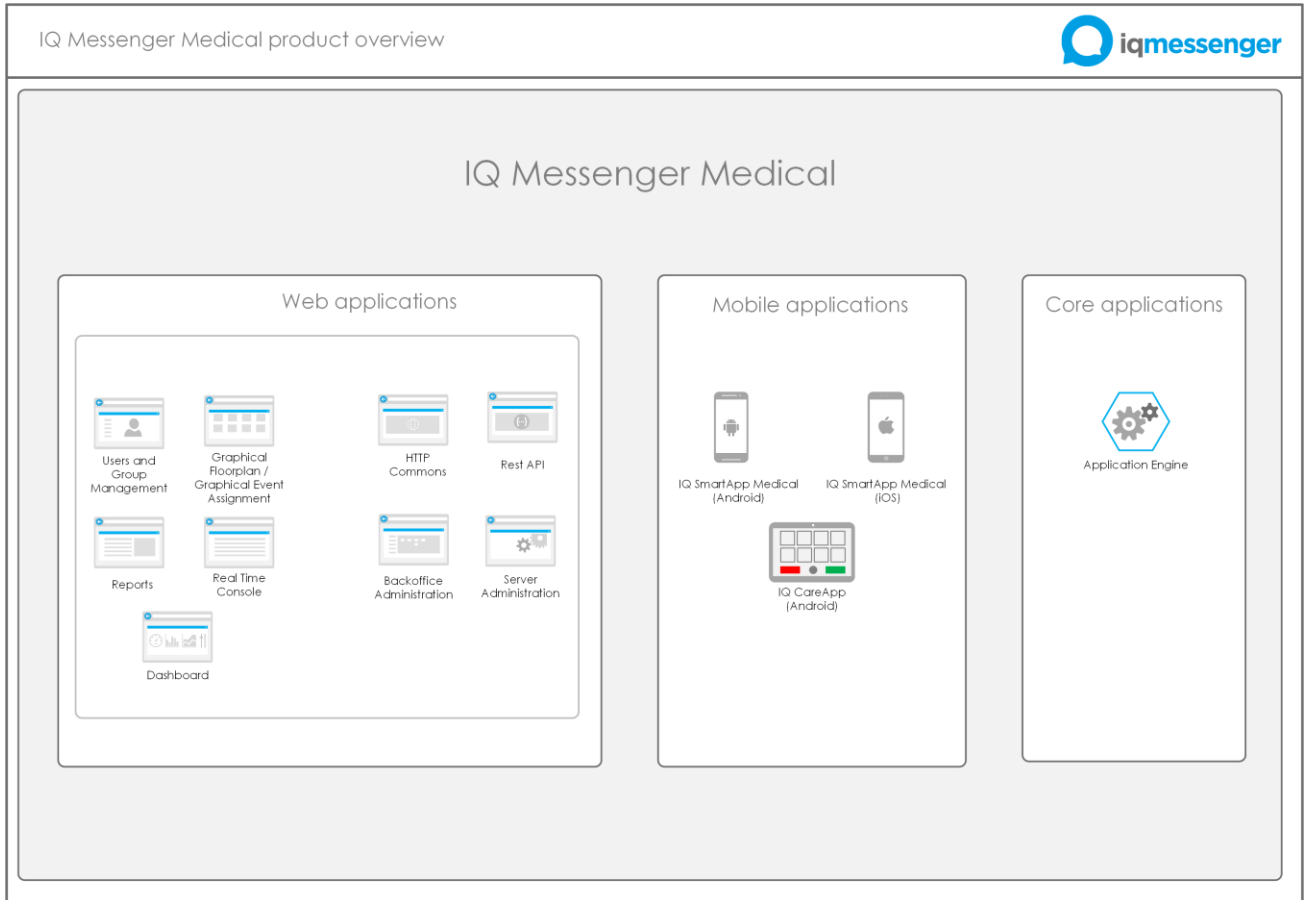 IQ Messenger Medical product overview
iqmessenger
IQ Messenger Medical
Web applications
Users and
Group
Management
Graphical
Floorplan /
Graphical Event
Assignment
HTTP
Commons
Rest API
Reports
Real Time
Console
Backoffice
Administration
Server
Administration
Dashboard
Mobile applications
IQ SmartApp Medical
(Android)
IQ SmartApp Medical
(iOS)
IQ CareApp
(Android)
Core applications
Application Engine